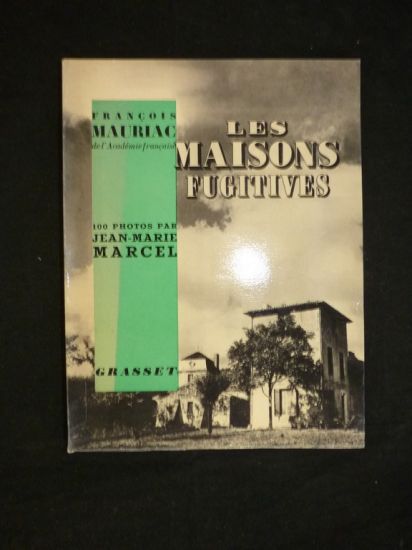 FRANÇOIS
MAURIAC
de l'Académie française
LES
MAISONS
FUGITIVES
100 PHOTOS PAR
JEAN-MARIE
MARCEL
GRASSET